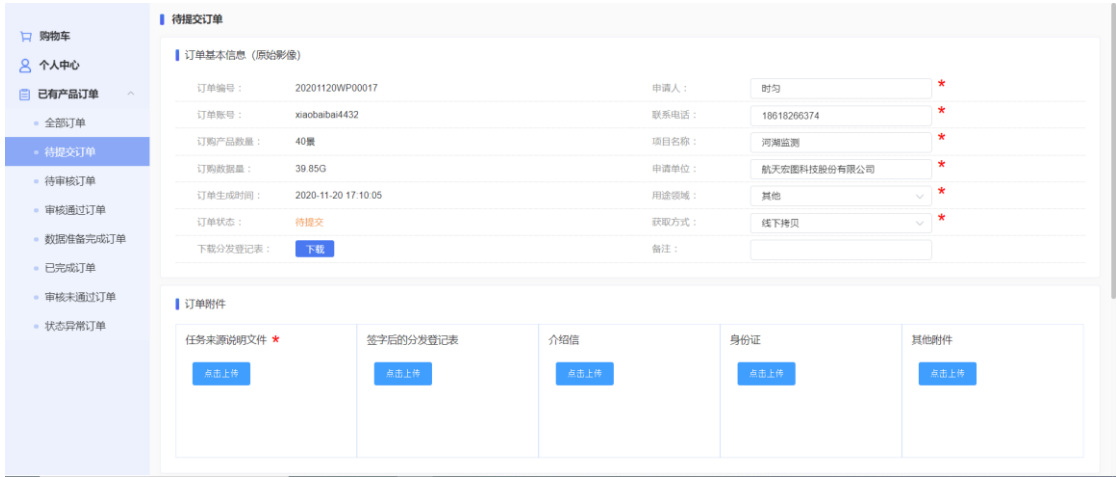 购物车
个人中心
已有产品订单
全部订单
待提交订单
待审核订单
审核通过订单
数据准备完成订单
已完成订单
审核未通过订单
状态异常订单
待提交订单
订单基本信息（原始影像）
订单编号： 20201120WP00017 申请人： 时匀 *
订单账号： xiaobaibai4432 联系电话： 18618266374 *
订购产品数量： 40景 项目名称： 河湖监测 *
订购数据量： 39.85G 申请单位： 航天宏图科技股份有限公司 *
订单生成时间： 2020-11-20 17:10:05 用途领域： 其他 *
订单状态： 待提交 获取方式： 线下拷贝 *
下载分发登记表： 下载 备注：
订单附件
任务来源说明文件 * 签字后的分发登记表 介绍信 身份证 其他附件
点击上传 点击上传 点击上传 点击上传 点击上传